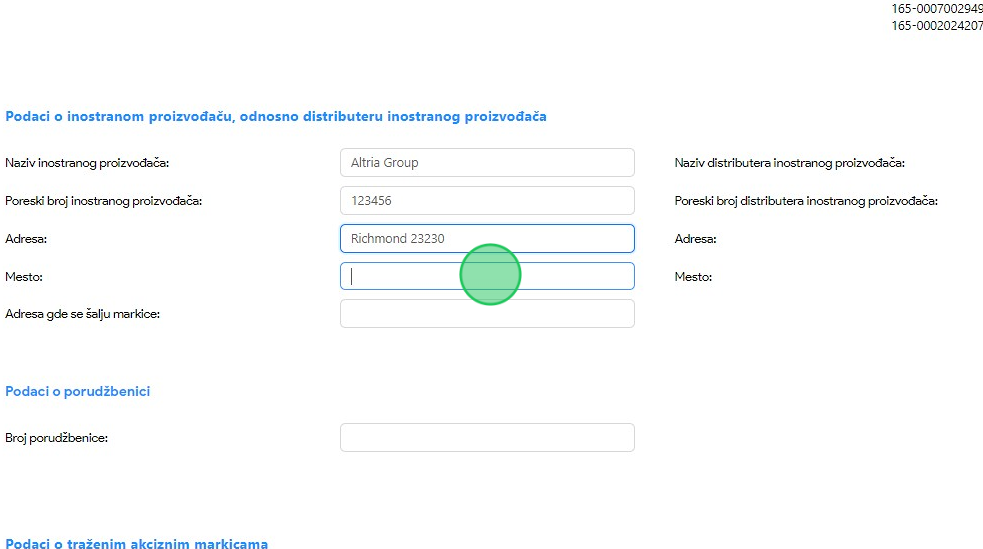 165-0007002949
165-0002024207
Podaci o inostranom proizvođaču, odnosno distributeru inostranog proizvođača
Naziv inostranog proizvođača: Altria Group Naziv distributera inostranog proizvođača:
Poreski broj inostranog proizvođača: 123456 Poreski broj distributera inostranog proizvođača:
Adresa: Richmond 23230 Adresa:
Mesto: Mesto:
Adresa gde se šalju markice:
Podaci o porudžbenici
Broj porudžbenice:
Podaci o traženim akciznim markicama